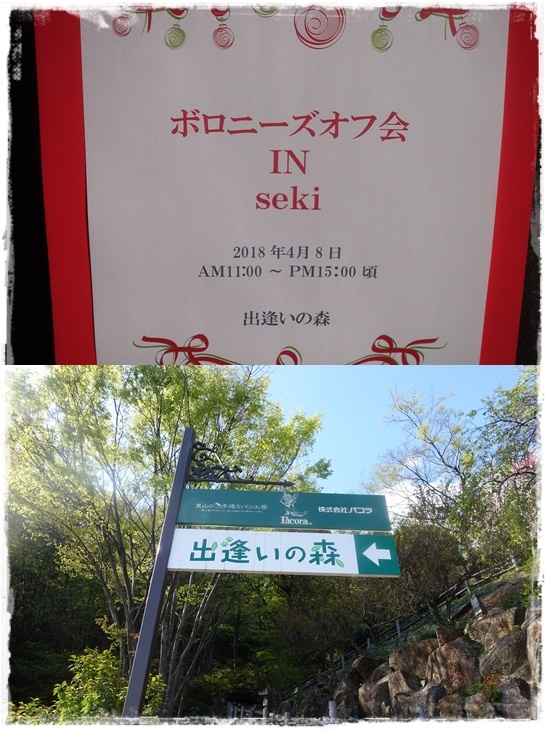 ボロニーズオフ会
IN
seki
2018年4月8日
AM11:00 ～ PM15:00 頃
出逢いの森
株式会社 パコラ
Pacora
出逢いの森